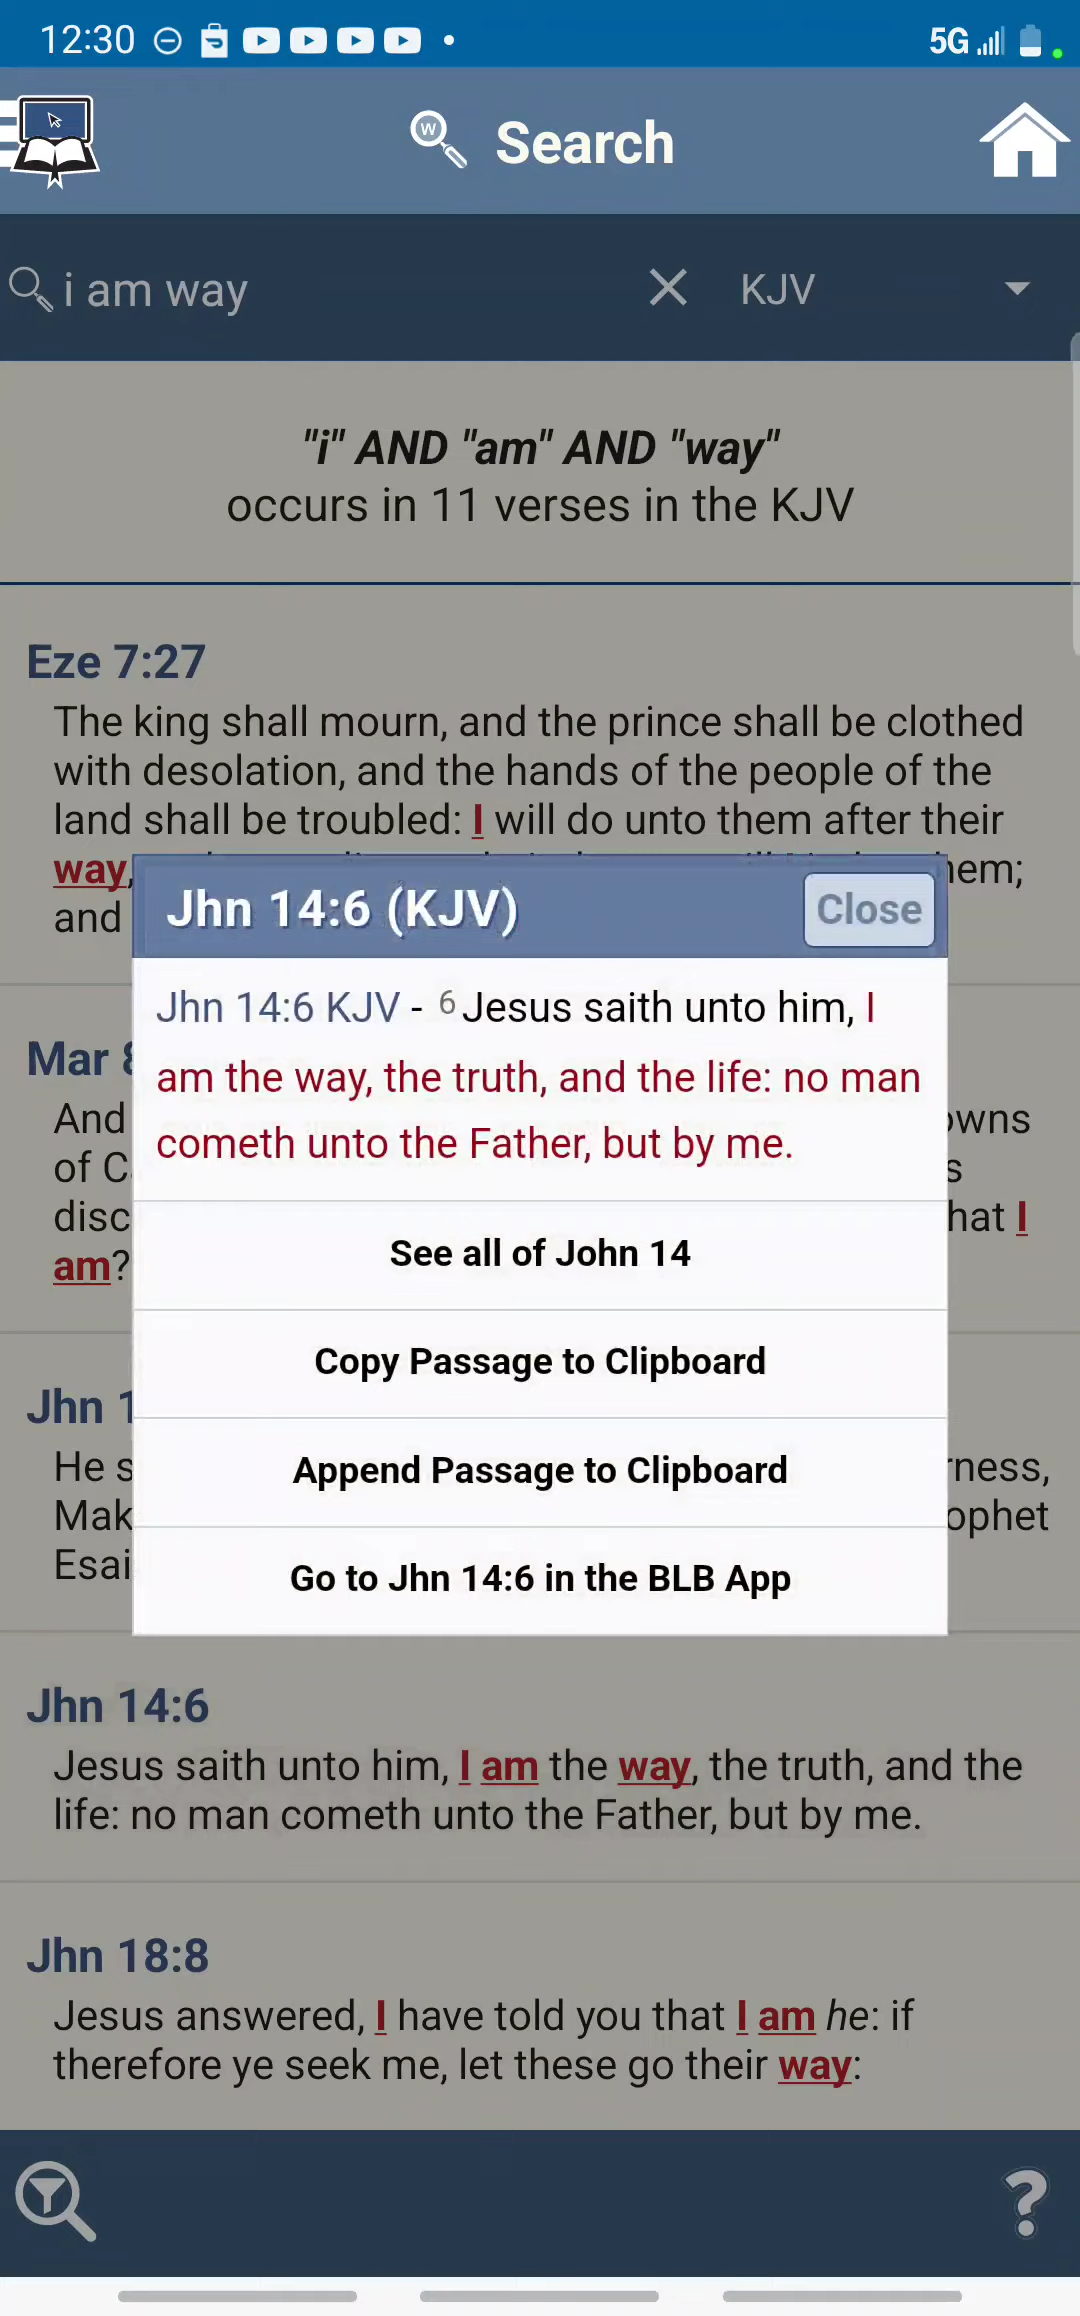 12:30
5G
W Search
i am way KJV
"i" AND "am" AND "way"
occurs in 11 verses in the KJV
Eze 7:27
The king shall mourn, and the prince shall be clothed
with desolation, and the hands of the people of the
land shall be troubled: I will do unto them after their
way,
and
Jhn 14:6 (KJV) Close
Jhn 14:6 KJV - 6 Jesus saith unto him, I
am the way, the truth, and the life: no man
cometh unto the Father, but by me.
See all of John 14
Copy Passage to Clipboard
Append Passage to Clipboard
Go to Jhn 14:6 in the BLB App
Mar
And
of
hat I
am?
Jhn 1
He
Jhn 14:6
Jesus saith unto him, I am the way, the truth, and the
life: no man cometh unto the Father, but by me.
Jhn 18:8
Jesus answered, I have told you that I am he: if
therefore ye seek me, let these go their way:
?